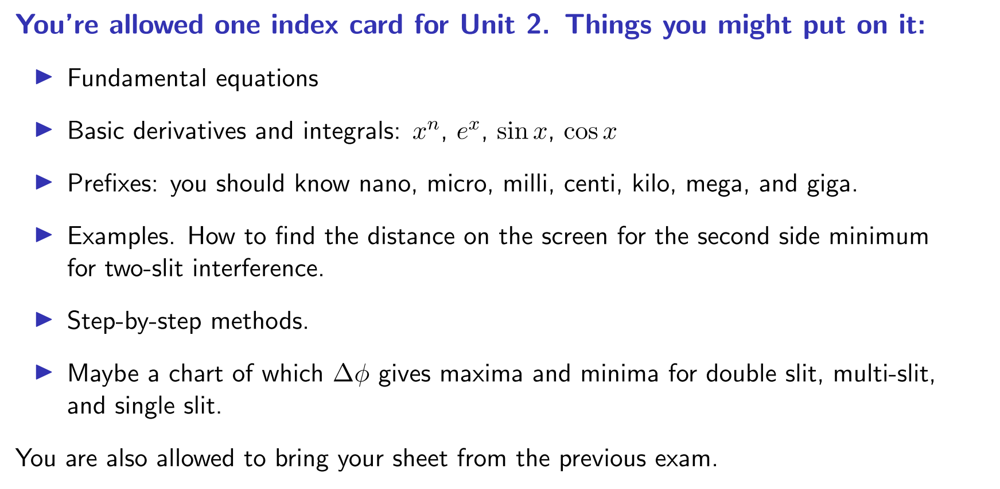 You're allowed one index card for Unit 2. Things you might put on it:
▶ Fundamental equations
▶ Basic derivatives and integrals: $x^n$, $e^x$, $\sin x$, $\cos x$
▶ Prefixes: you should know nano, micro, milli, centi, kilo, mega, and giga.
▶ Examples. How to find the distance on the screen for the second side minimum
for two-slit interference.
▶ Step-by-step methods.
▶ Maybe a chart of which $\Delta\phi$ gives maxima and minima for double slit, multi-slit,
and single slit.
You are also allowed to bring your sheet from the previous exam.